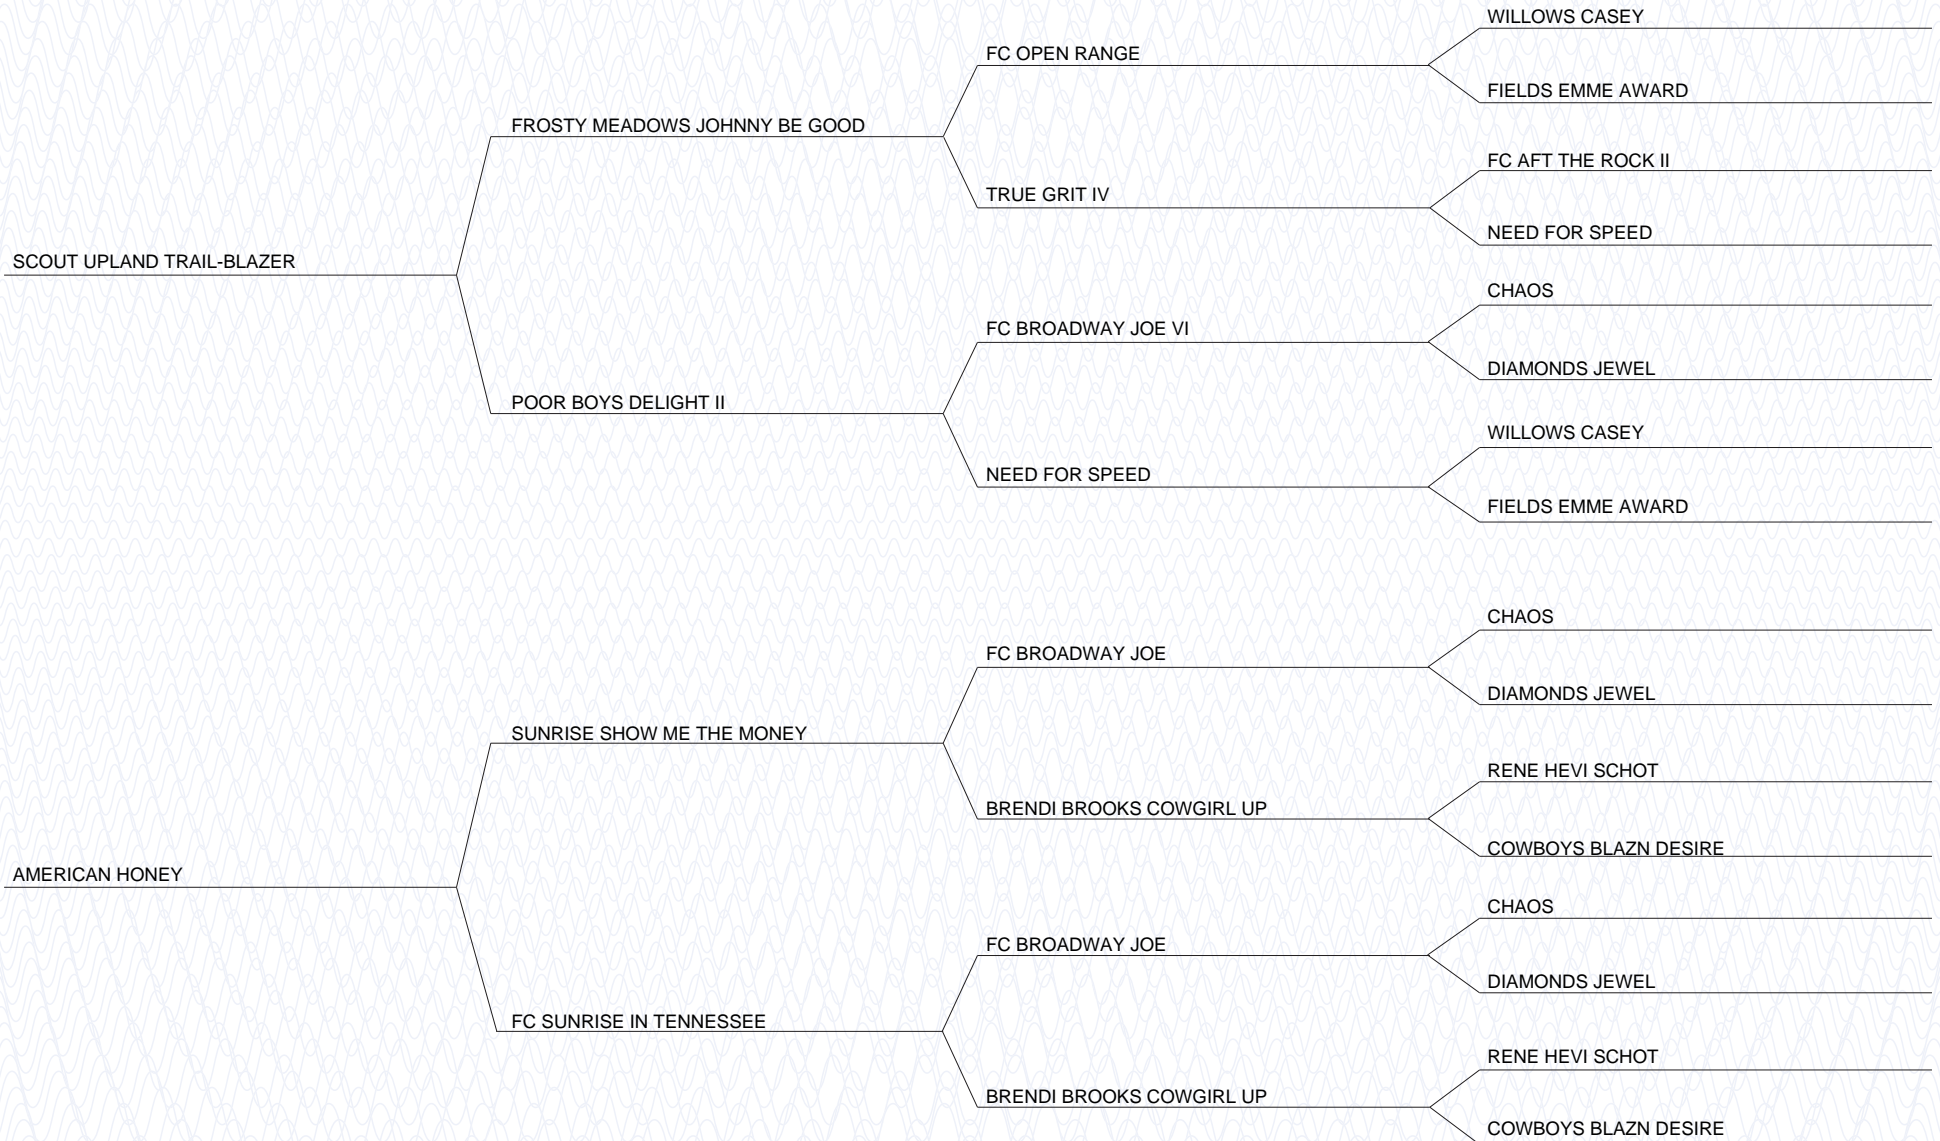 WILLOWS CASEY
FC OPEN RANGE
FIELDS EMME AWARD
FROSTY MEADOWS JOHNNY BE GOOD
FC AFT THE ROCK II
TRUE GRIT IV
NEED FOR SPEED
SCOUT UPLAND TRAIL-BLAZER
CHAOS
FC BROADWAY JOE VI
DIAMONDS JEWEL
POOR BOYS DELIGHT II
WILLOWS CASEY
NEED FOR SPEED
FIELDS EMME AWARD
CHAOS
FC BROADWAY JOE
DIAMONDS JEWEL
SUNRISE SHOW ME THE MONEY
RENE HEVI SCHOT
BRENDI BROOKS COWGIRL UP
COWBOYS BLAZN DESIRE
AMERICAN HONEY
CHAOS
FC BROADWAY JOE
DIAMONDS JEWEL
FC SUNRISE IN TENNESSEE
RENE HEVI SCHOT
BRENDI BROOKS COWGIRL UP
COWBOYS BLAZN DESIRE